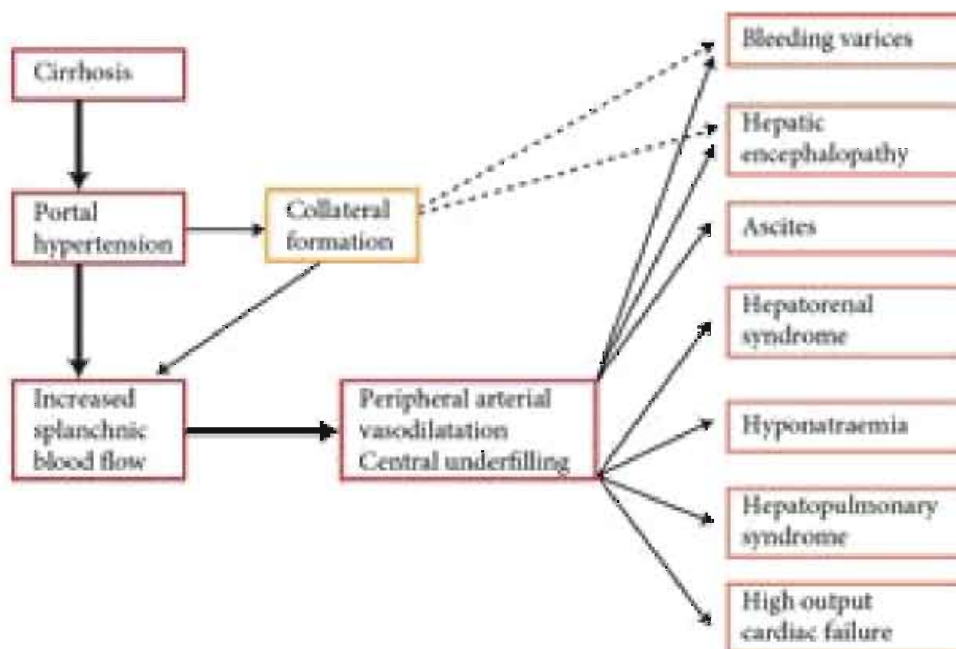 Cirrhosis
Portal
hypertension
Collateral
formation
Increased
splanchnic
blood flow
Peripheral arterial
vasodilatation
Central underfilling
Bleeding varices
Hepatic
encephalopathy
Ascites
Hepatorenal
syndrome
Hyponatraemia
Hepatopulmonary
syndrome
High output
cardiac failure